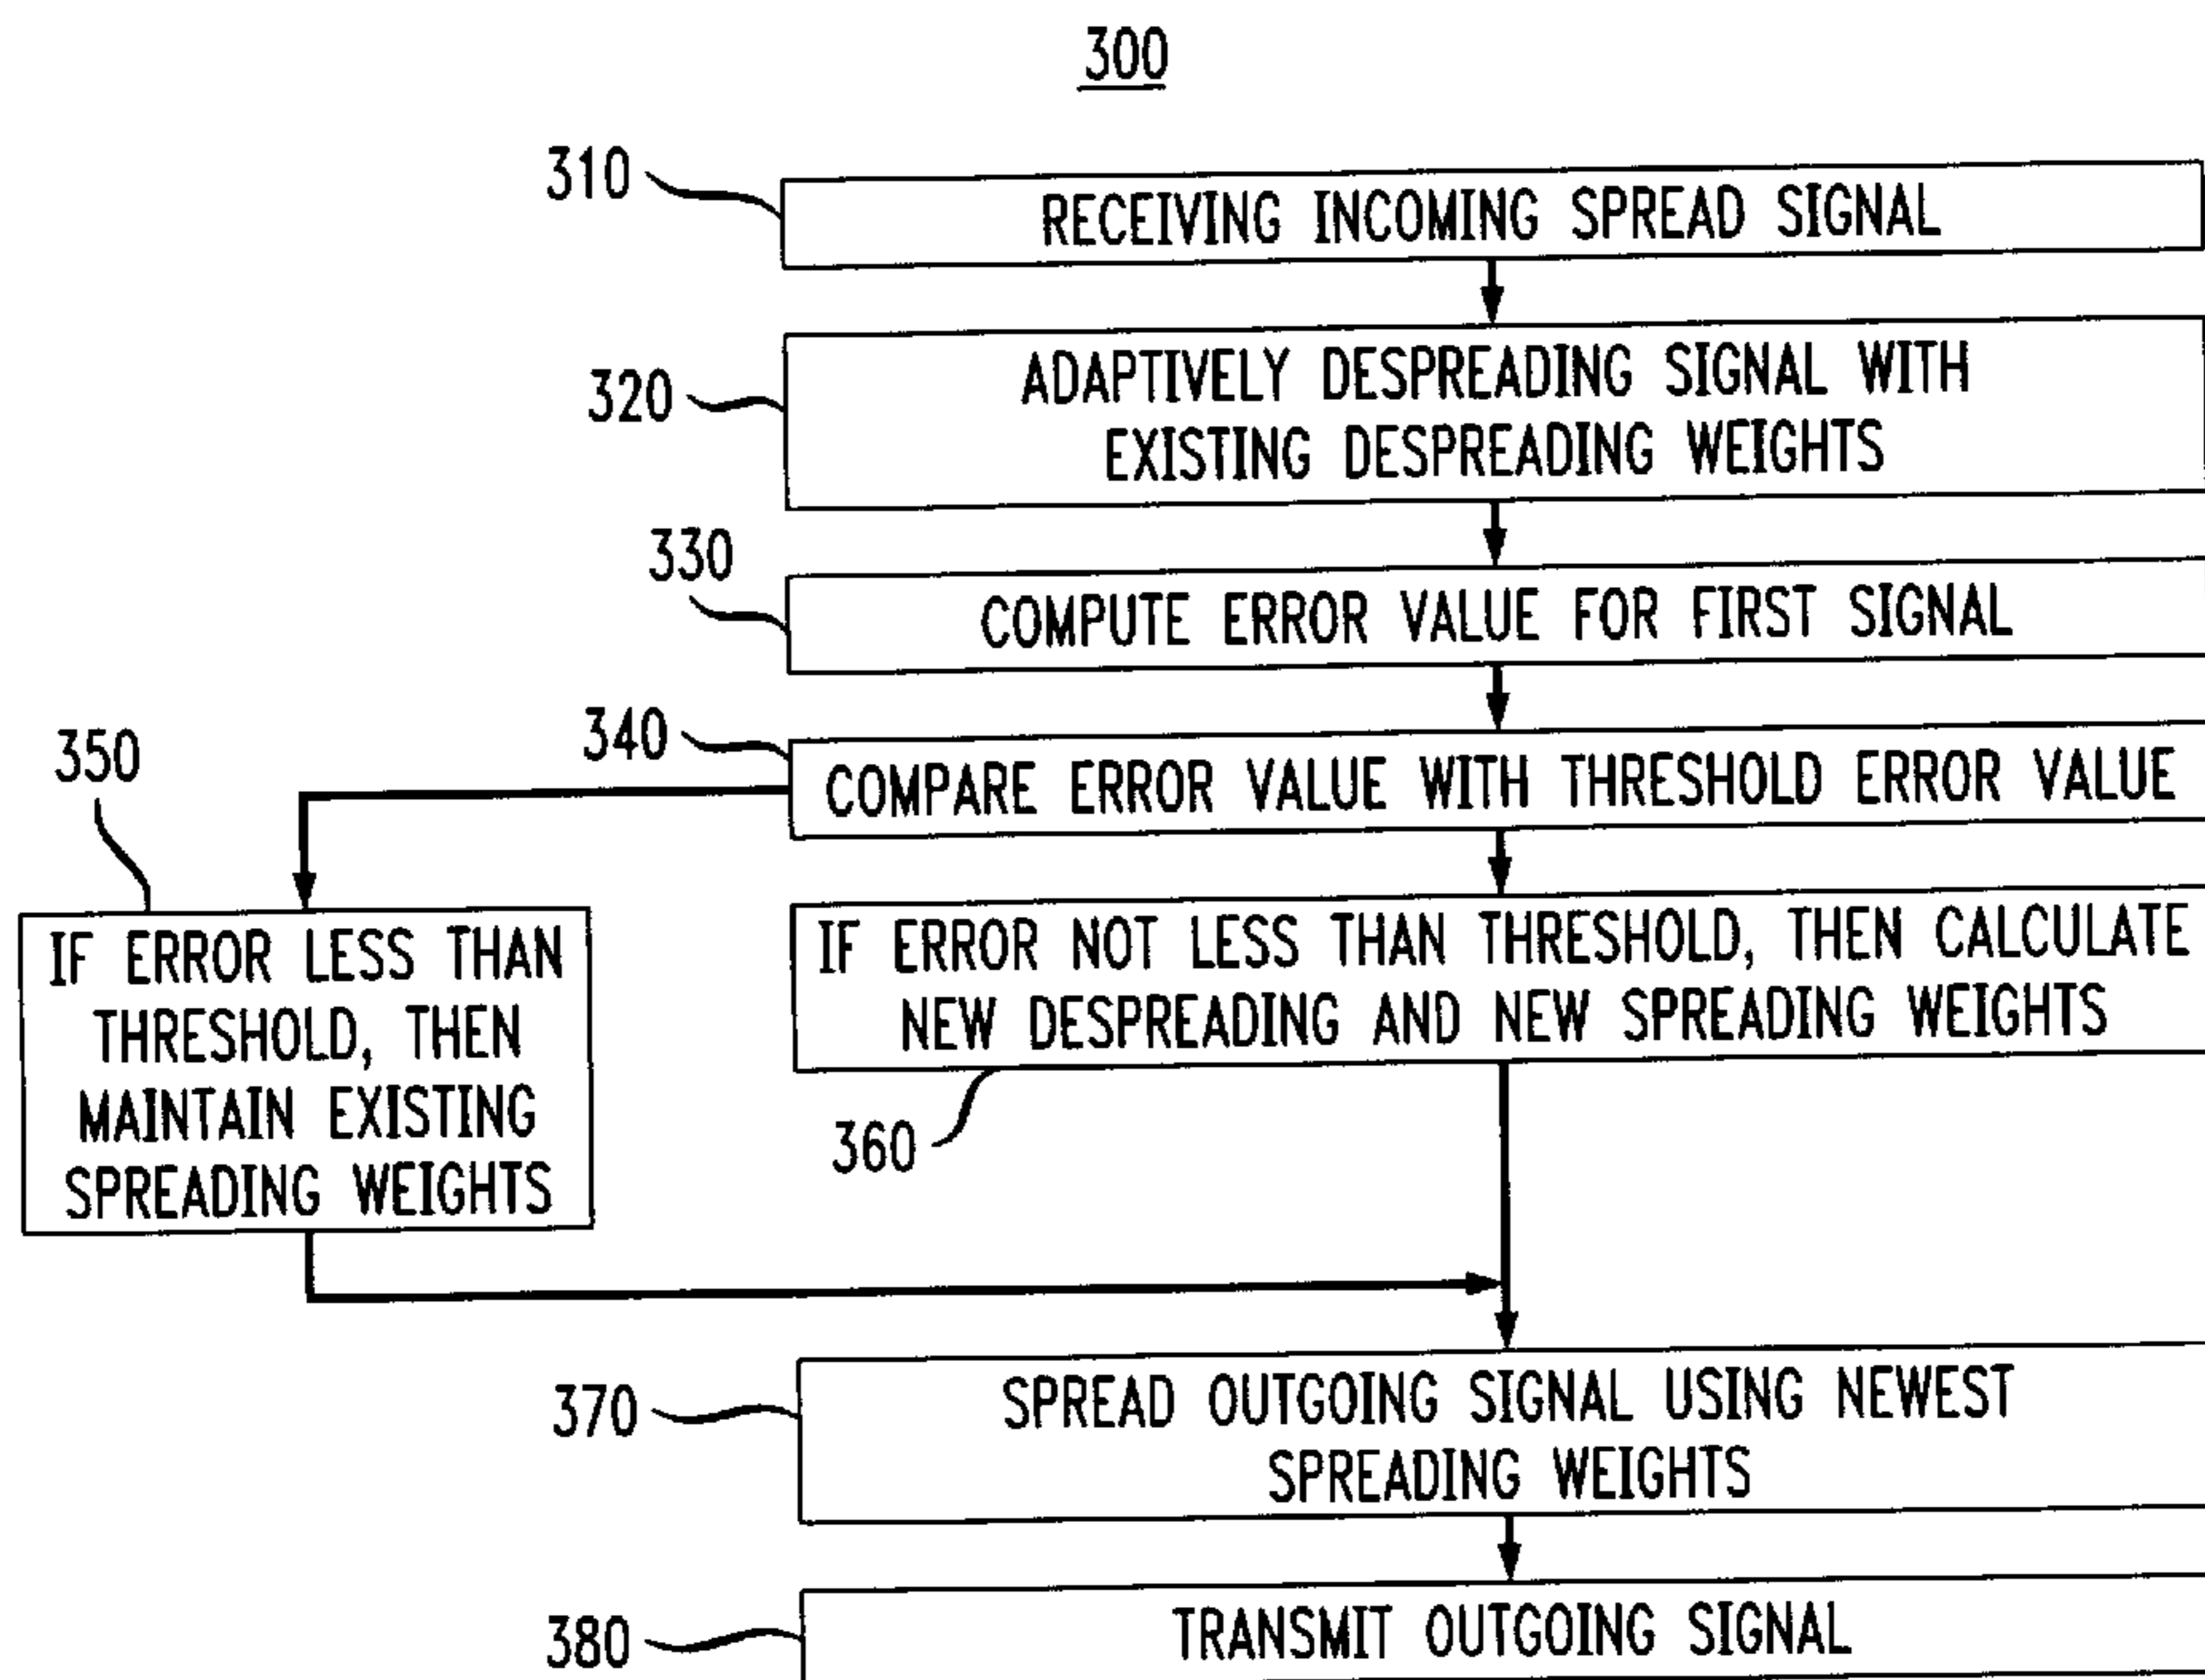 300
310
RECEIVING INCOMING SPREAD SIGNAL
320
ADAPTIVELY DESPREADING SIGNAL WITH
EXISTING DESPREADING WEIGHTS
330
COMPUTE ERROR VALUE FOR FIRST SIGNAL
340
COMPARE ERROR VALUE WITH THRESHOLD ERROR VALUE
350
IF ERROR LESS THAN
THRESHOLD, THEN
MAINTAIN EXISTING
SPREADING WEIGHTS
IF ERROR NOT LESS THAN THRESHOLD, THEN CALCULATE
NEW DESPREADING AND NEW SPREADING WEIGHTS
360
370
SPREAD OUTGOING SIGNAL USING NEWEST
SPREADING WEIGHTS
380
TRANSMIT OUTGOING SIGNAL